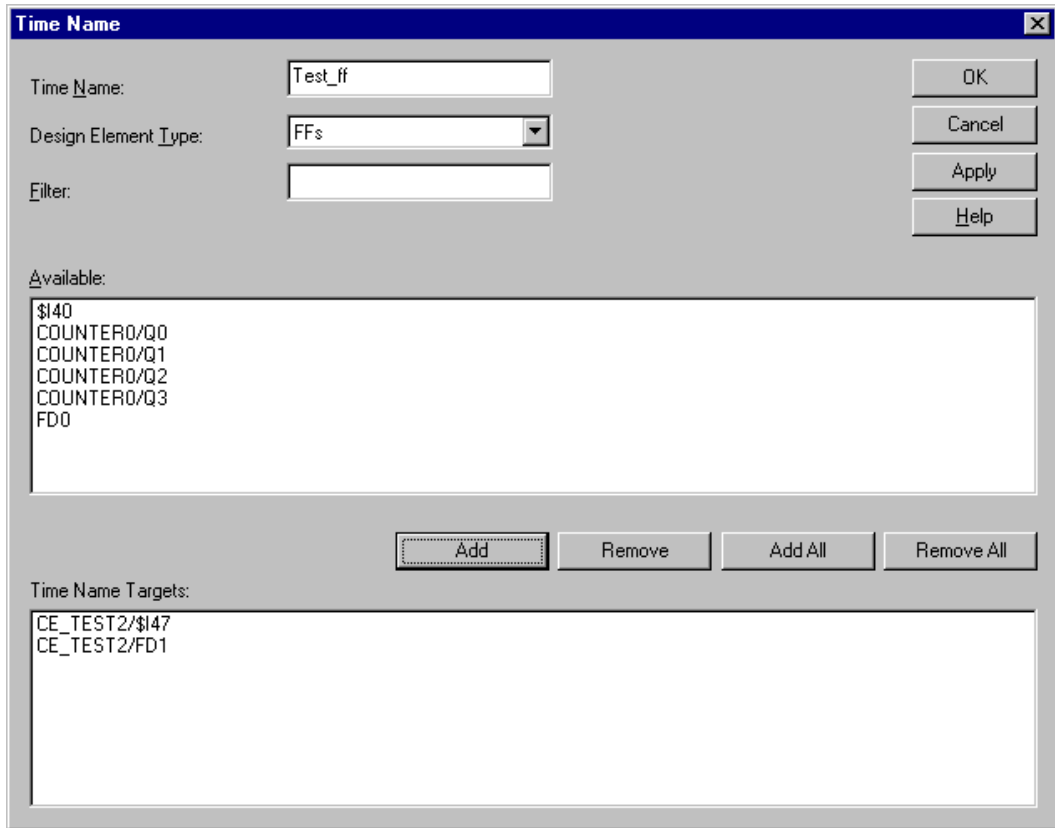 Time Name
Time Name:
Test_ff
OK
Design Element Type:
FFs
Cancel
Filter:
Apply
Help
Available:
$I40
COUNTER0/Q0
COUNTER0/Q1
COUNTER0/Q2
COUNTER0/Q3
FD0
Add
Remove
Add All
Remove All
Time Name Targets:
CE_TEST2/$I47
CE_TEST2/FD1